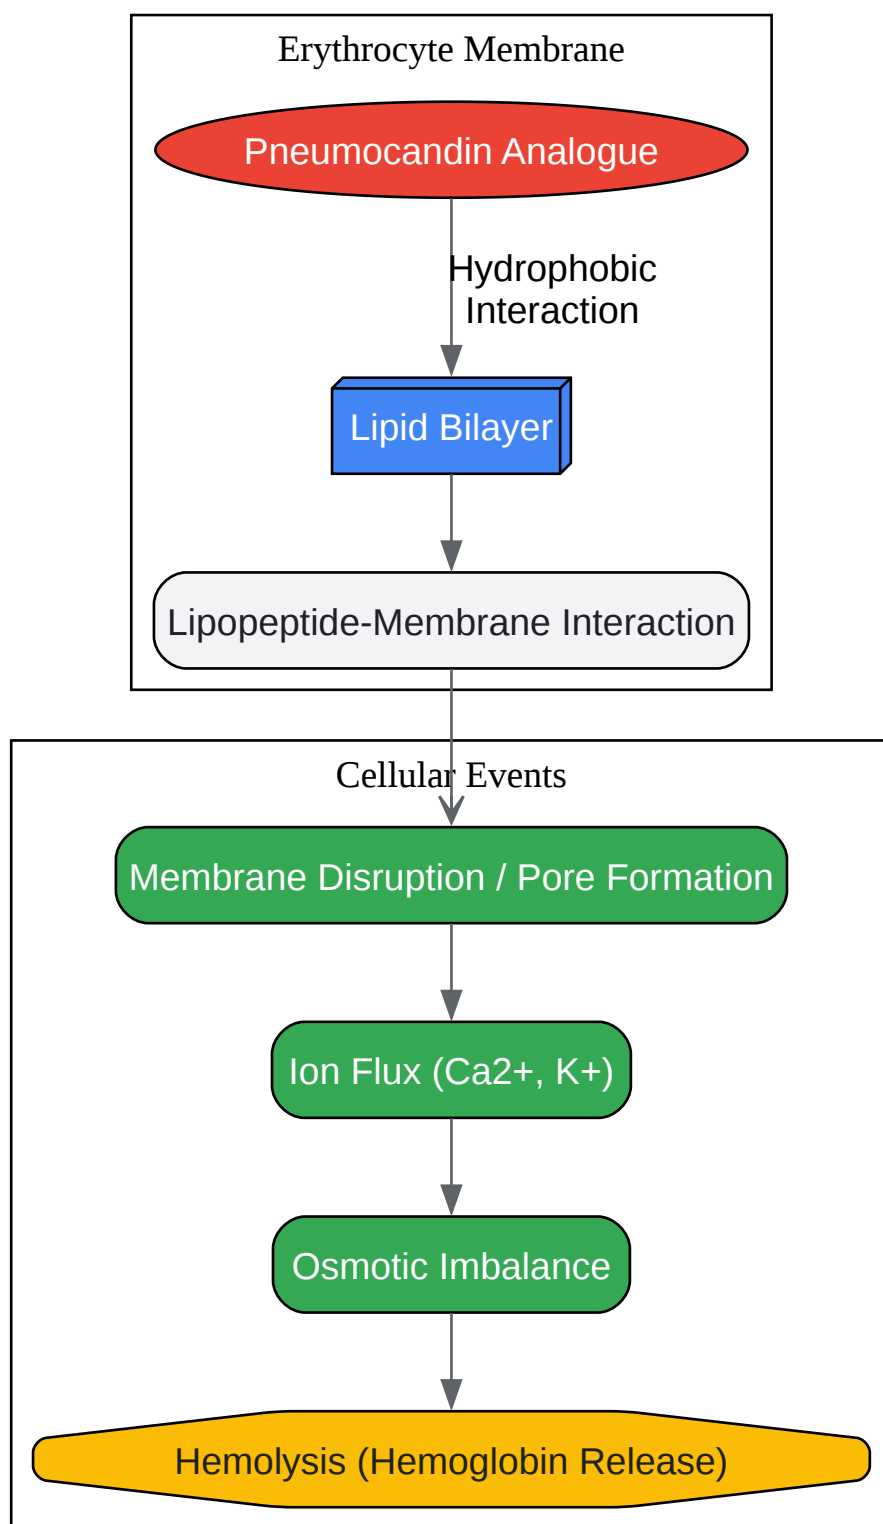 Erythrocyte Membrane
Pneumocandin Analogue
Hydrophobic
Interaction
Lipid Bilayer
Lipopeptide-Membrane Interaction
Cellular Events
Membrane Disruption / Pore Formation
Ion Flux (Ca2+, K+)
Osmotic Imbalance
Hemolysis (Hemoglobin Release)